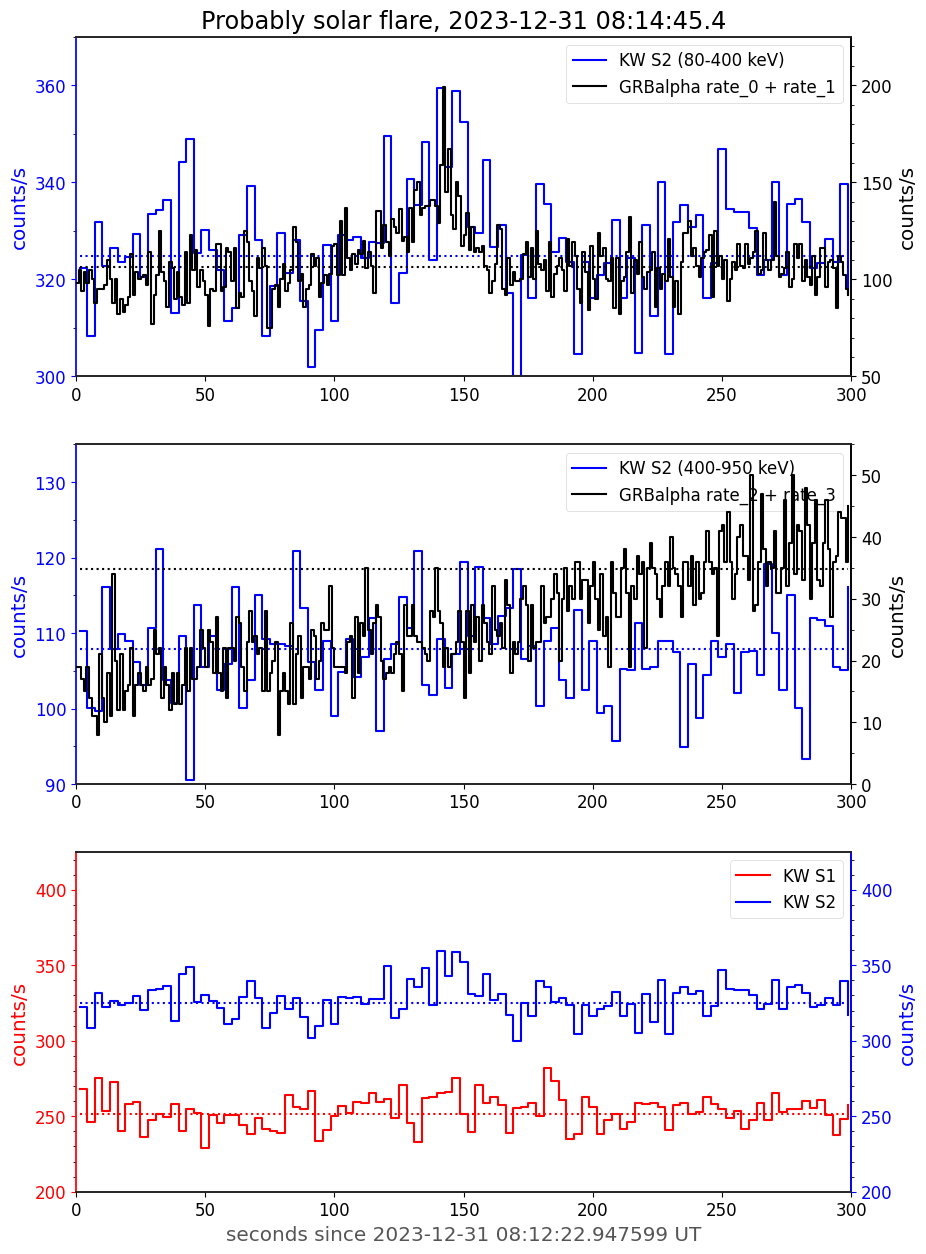 Probably solar flare, 2023-12-31 08:14:45.4
KW S2 (80-400 keV)
GRBalpha rate_0 + rate_1
counts/s
360
340
320
300
200
150
100
50
counts/s
0 50 100 150 200 250 300
KW S2 (400-950 keV)
GRBalpha rate_2 + rate_3
counts/s
130
120
110
100
90
50
40
30
20
10
0
counts/s
0 50 100 150 200 250 300
KW S1
KW S2
counts/s
400
350
300
250
200
400
350
300
250
200
counts/s
0 50 100 150 200 250 300
seconds since 2023-12-31 08:12:22.947599 UT